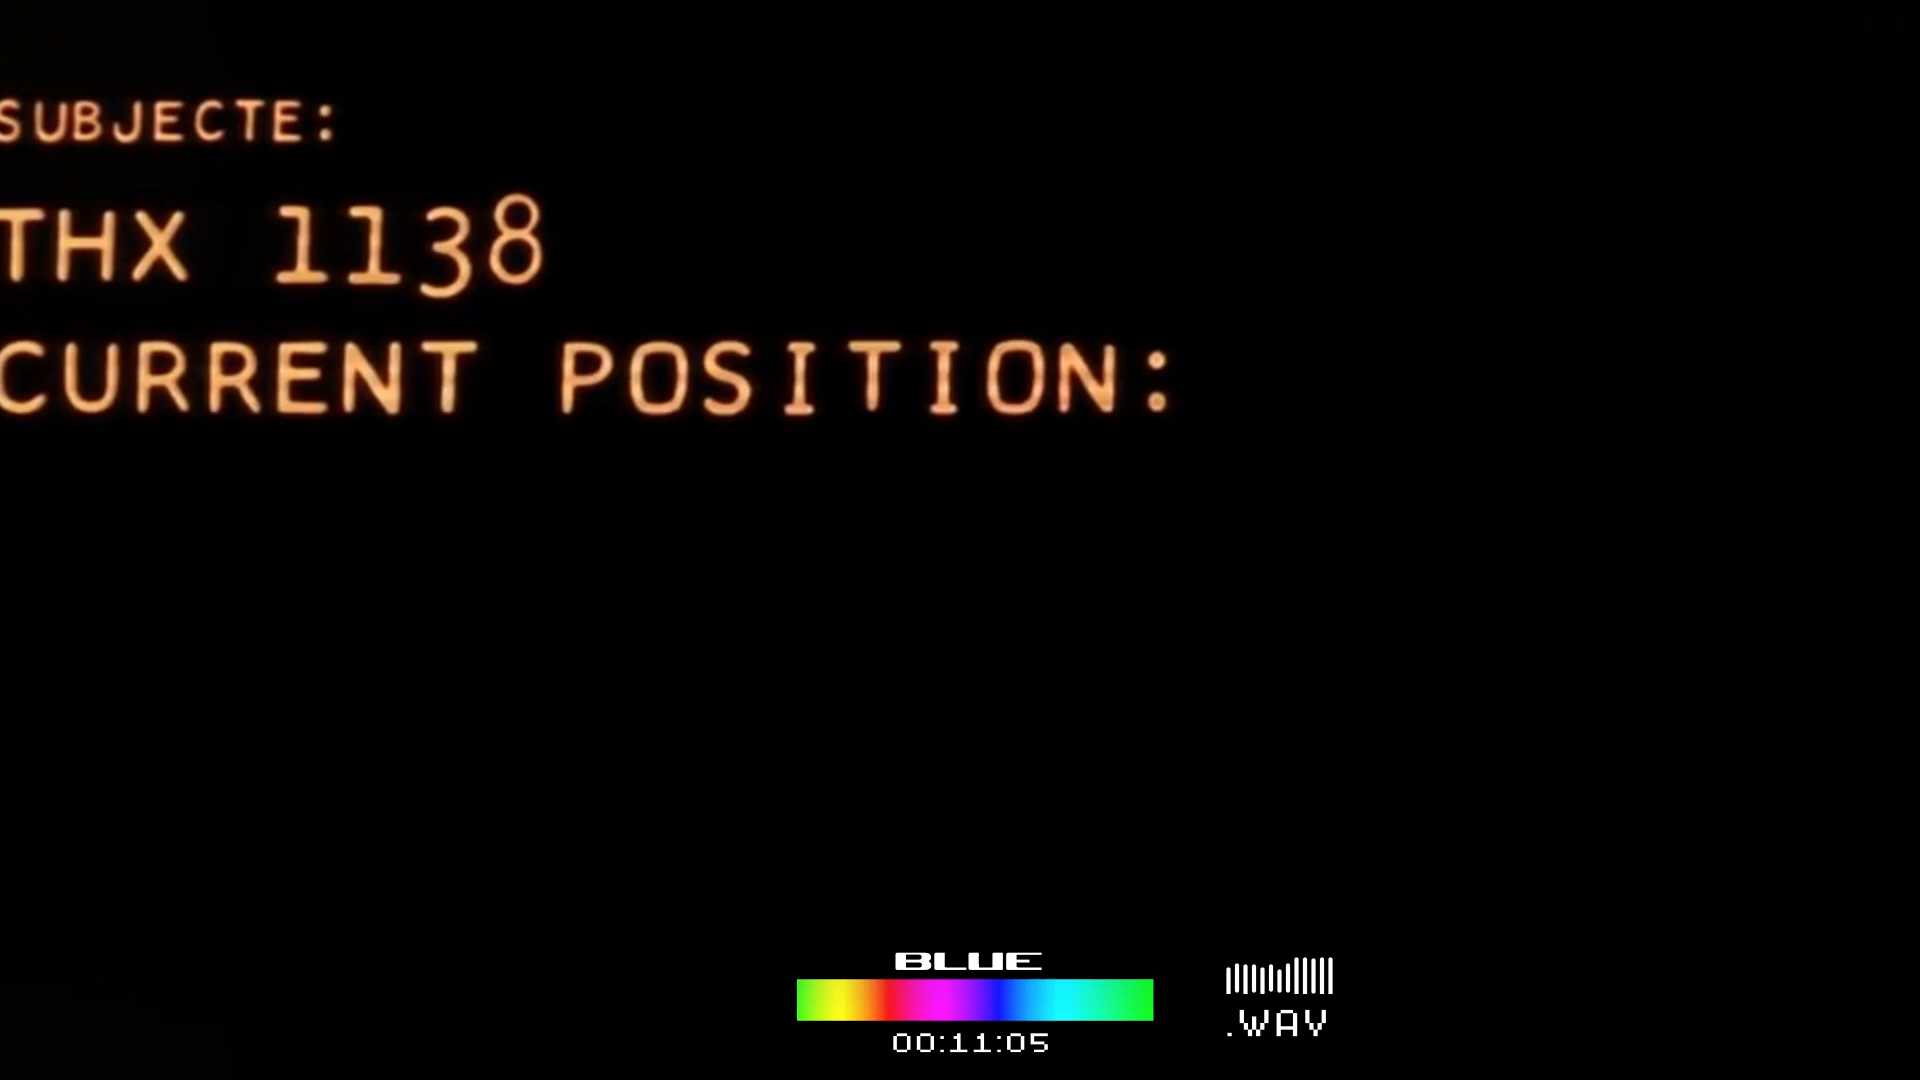 SUBJECTE:
THX 1138
CURRENT POSITION:
BLUE
00:11:05
.WAV